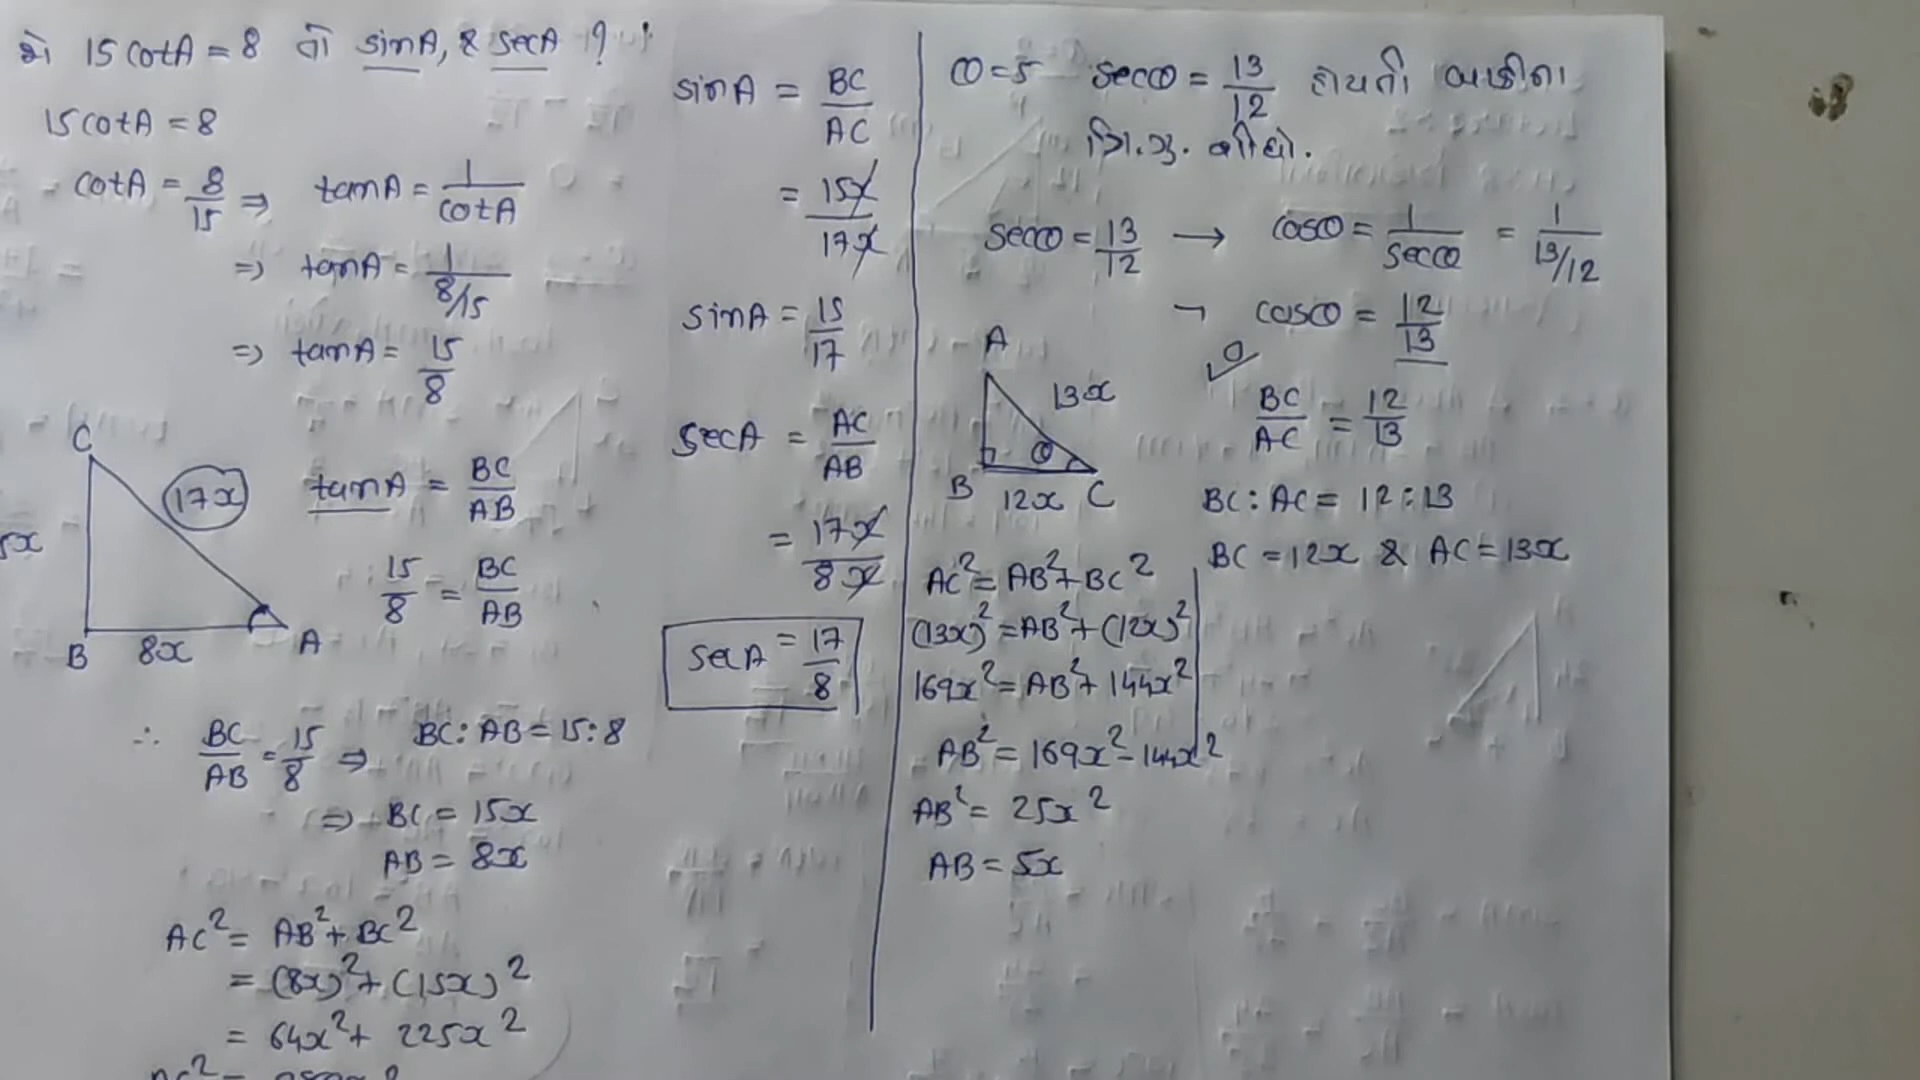 જો 15 cotA = 8 તો sinA, & secA ?
15 cotA = 8
cotA = 8/15 ⇒ tanA = 1/cotA
⇒ tanA = 1/(8/15)
⇒ tanA = 15/8
C
17x
B 8x A
tanA = BC/AB
15/8 = BC/AB
∴ BC/AB = 15/8 ⇒ BC : AB = 15 : 8
⇒ BC = 15x
AB = 8x
AC² = AB² + BC²
= (8x)² + (15x)²
= 64x² + 225x²
sinA = BC/AC
= 15x/17x
sinA = 15/17
secA = AC/AB
= 17x/8x
secA = 17/8
Secθ = 13/12 હોયતો બાકીના
ત્રિ.ગુ. શોધો.
Secθ = 13/12 → cosθ = 1/secθ = 1/(13/12)
cosθ = 12/13
A
13x
θ
B 12x C
BC/AC = 12/13
BC : AC = 12 : 13
BC = 12x & AC = 13x
AC² = AB² + BC²
(13x)² = AB² + (12x)²
169x² = AB² + 144x²
AB² = 169x² - 144x²
AB² = 25x²
AB = 5x